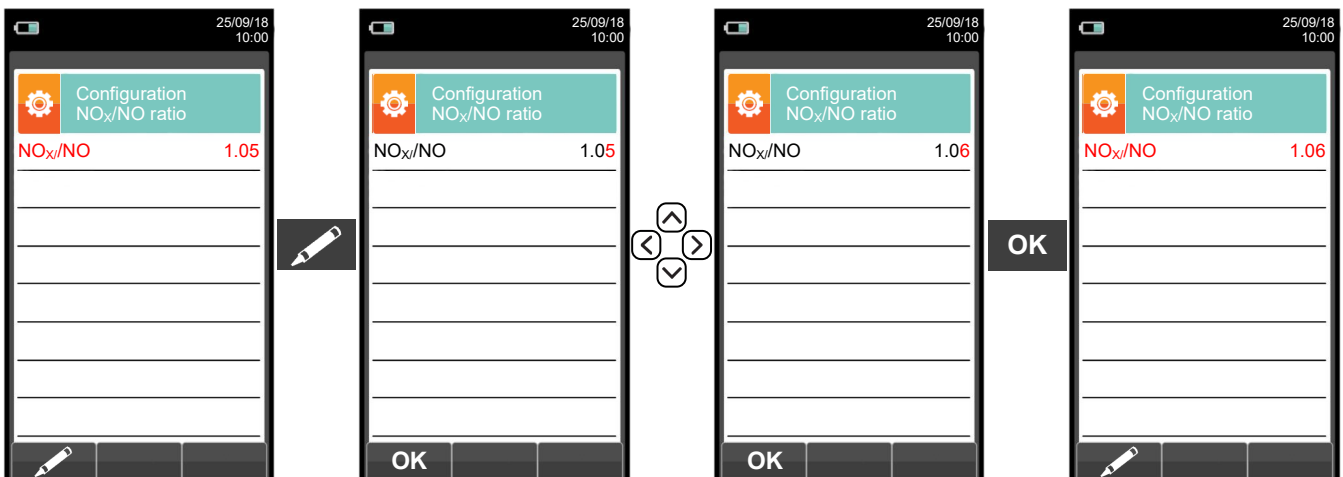 25/09/18
10:00
Configuration
NOX/NO ratio
NOX//NO 1.05
25/09/18
10:00
Configuration
NOX/NO ratio
NOX//NO 1.05
OK
25/09/18
10:00
Configuration
NOX/NO ratio
NOX//NO 1.06
OK
OK
25/09/18
10:00
Configuration
NOX/NO ratio
NOX//NO 1.06